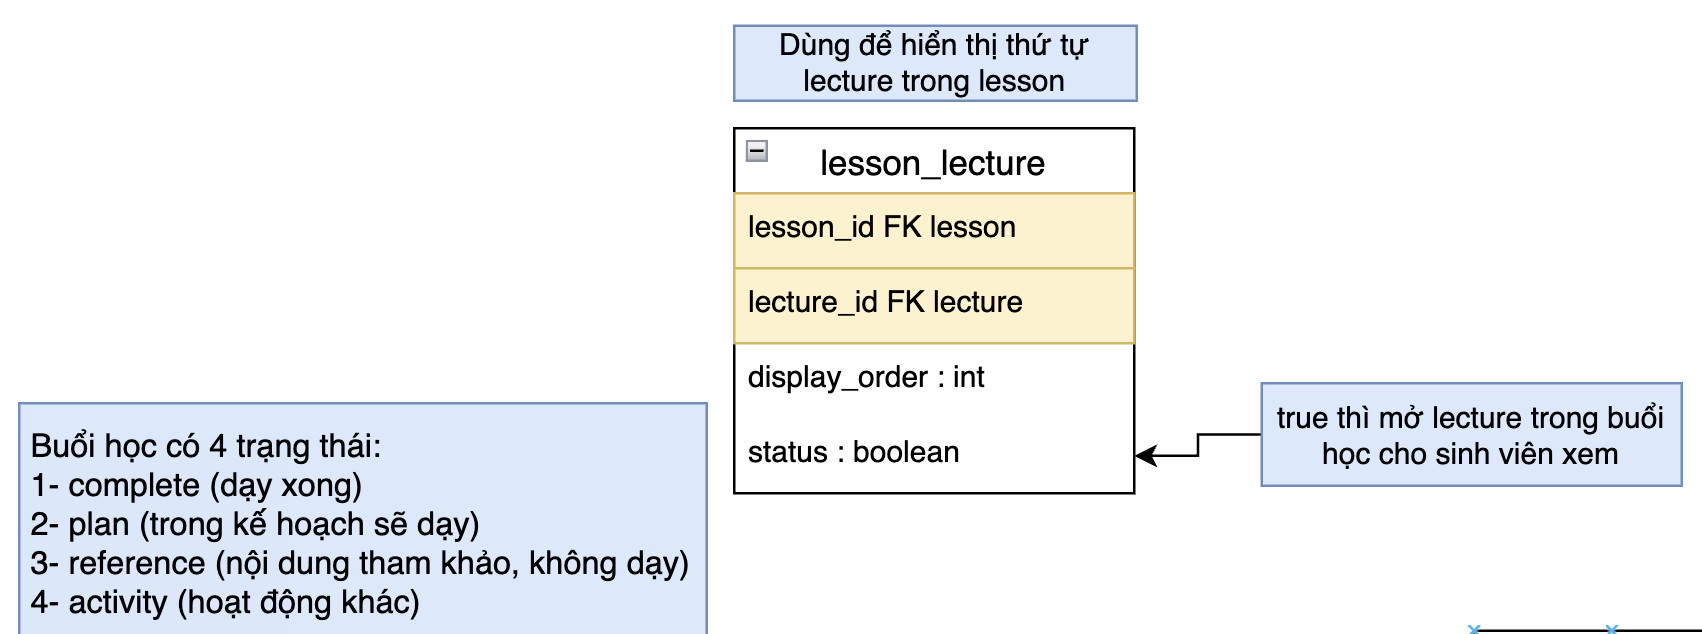 Dùng để hiển thị thứ tự
lecture trong lesson
lesson_lecture
lesson_id FK lesson
lecture_id FK lecture
display_order : int
status : boolean
true thì mở lecture trong buổi
học cho sinh viên xem
Buổi học có 4 trạng thái:
1- complete (dạy xong)
2- plan (trong kế hoạch sẽ dạy)
3- reference (nội dung tham khảo, không dạy)
4- activity (hoạt động khác)